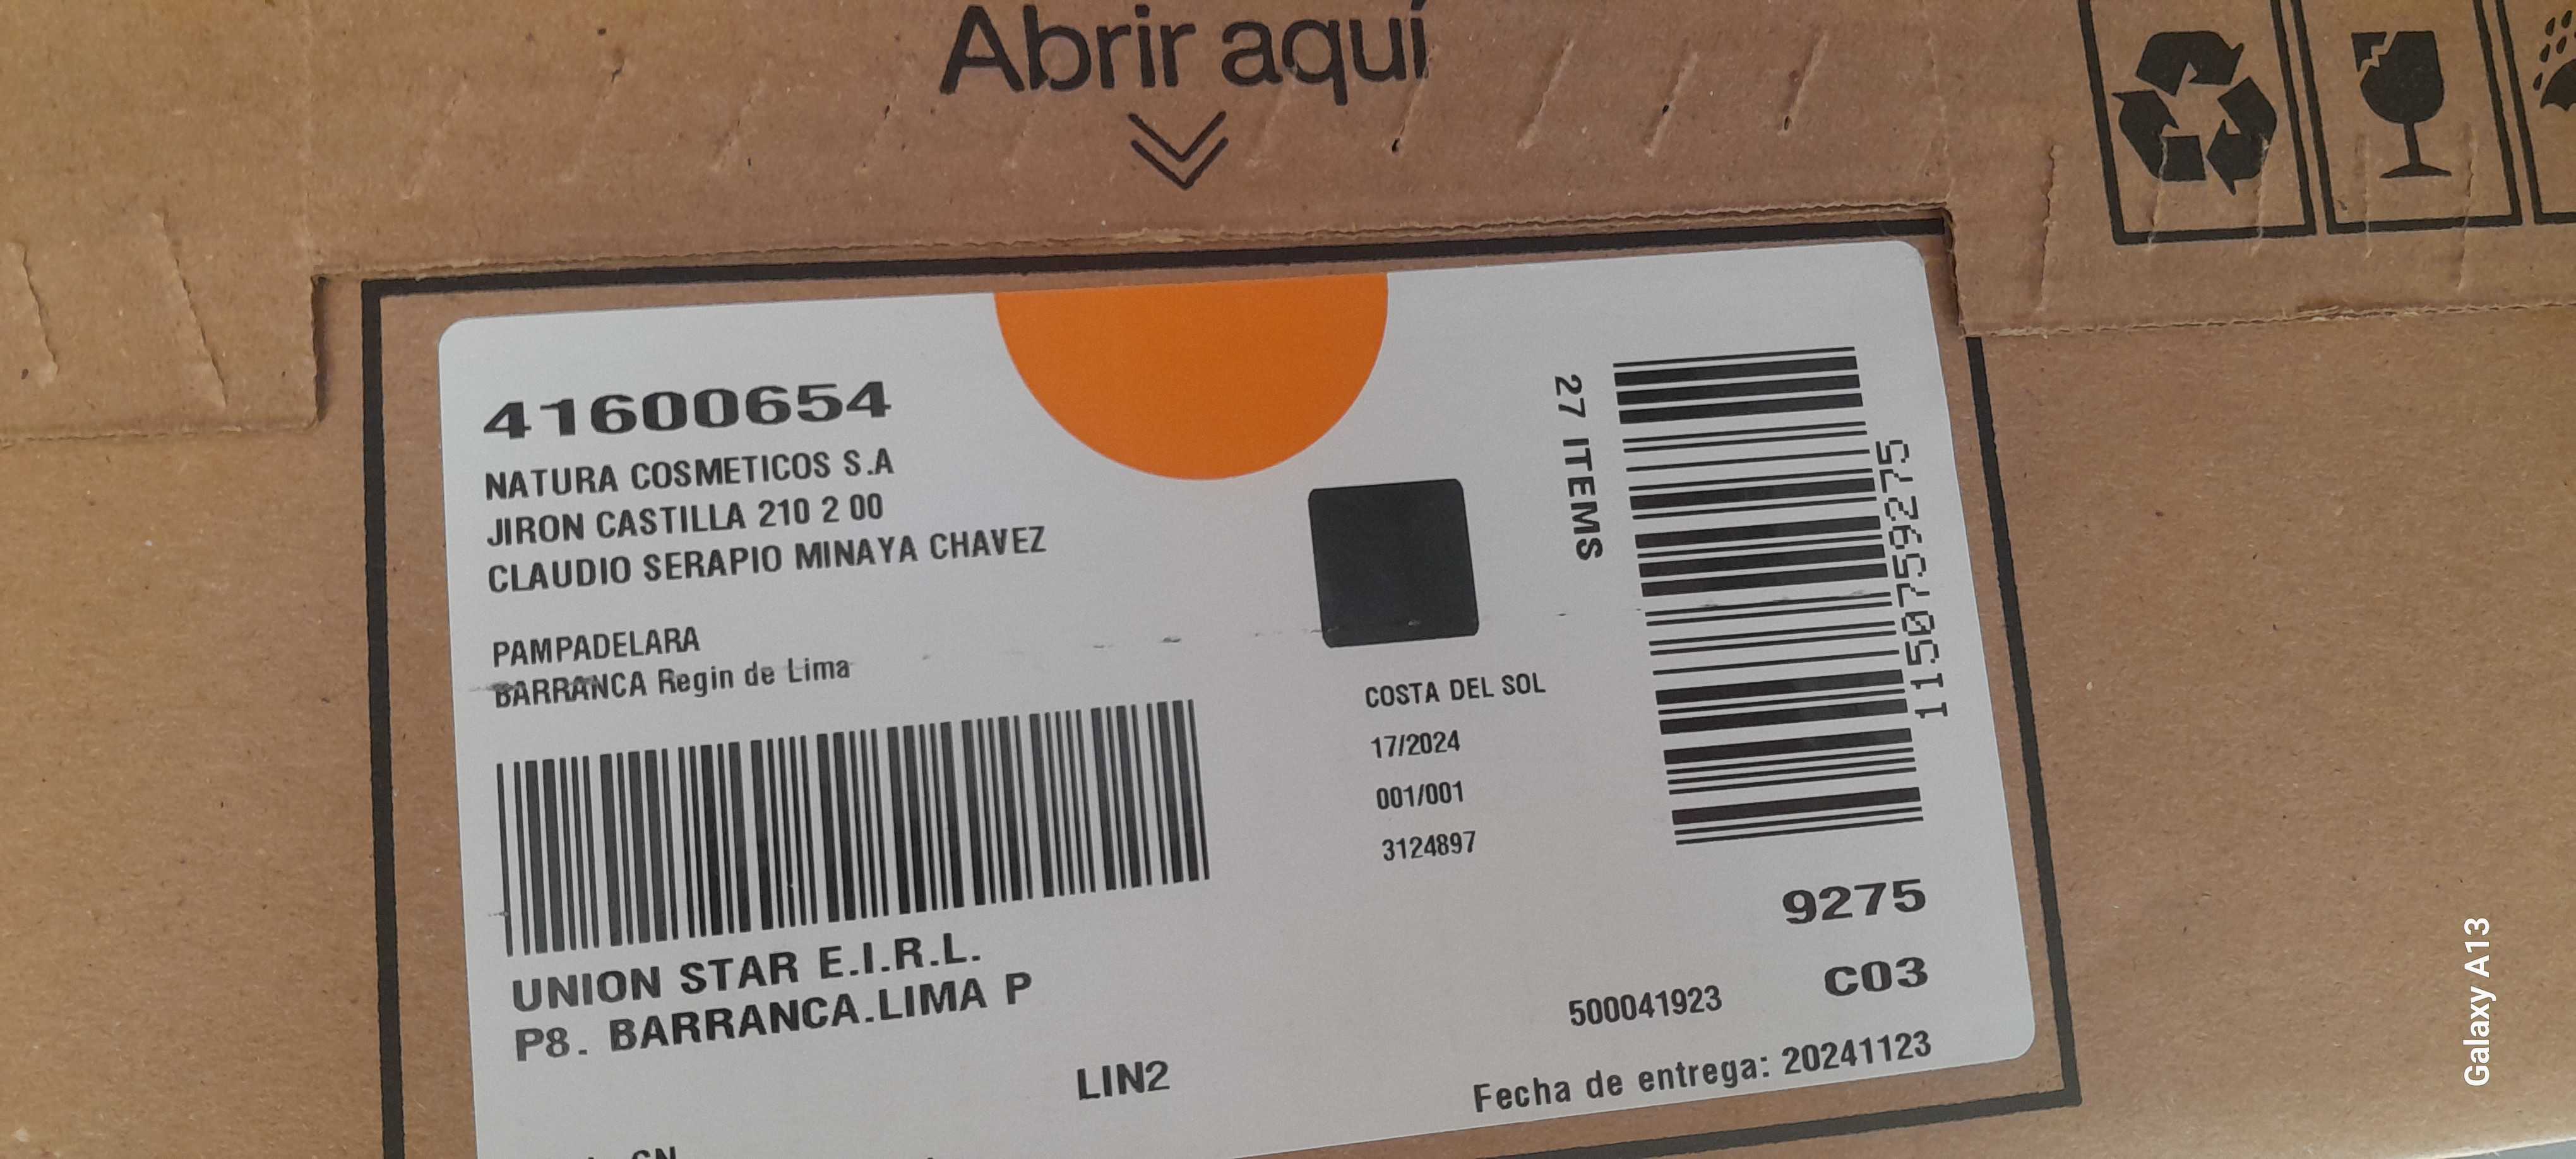 Abrir aquí
41600654
NATURA COSMETICOS S.A
JIRON CASTILLA 210 2 00
CLAUDIO SERAPIO MINAYA CHAVEZ
PAMPADELARA
BARRANCA Regin de Lima
27 ITEMS
1150759275
COSTA DEL SOL
17/2024
001/001
3124897
UNION STAR E.I.R.L.
P8. BARRANCA.LIMA P
LIN2
9275
C03
500041923
Fecha de entrega: 20241123
Galaxy A13